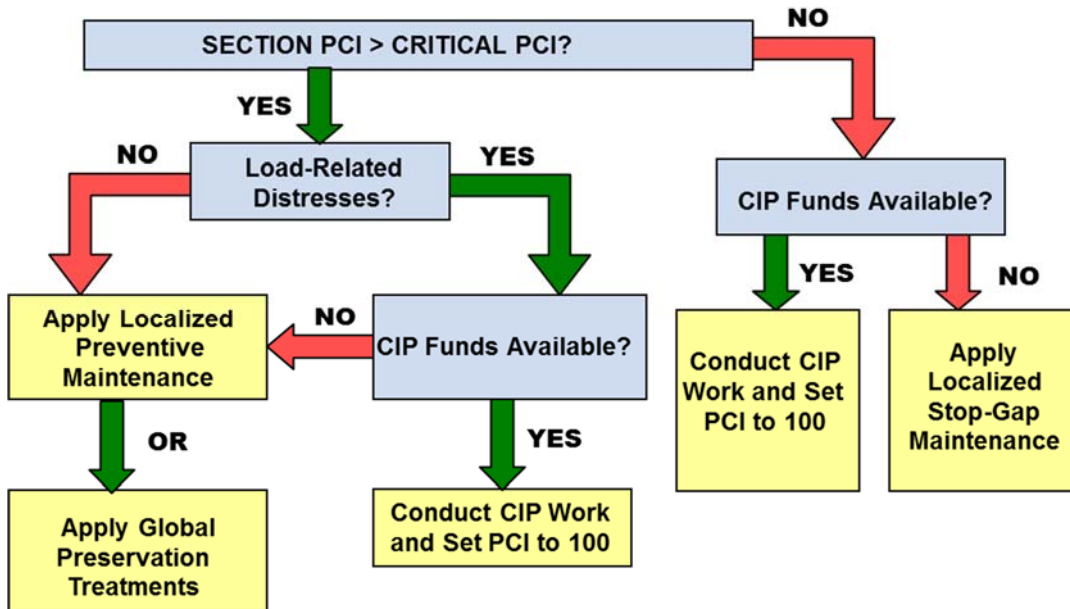 SECTION PCI > CRITICAL PCI?
NO
YES
NO
Load-Related
Distresses?
YES
CIP Funds Available?
YES
NO
Apply Localized
Preventive
Maintenance
NO
CIP Funds Available?
Conduct CIP
Work and Set
PCI to 100
Apply
Localized
Stop-Gap
Maintenance
OR
YES
Apply Global
Preservation
Treatments
Conduct CIP Work
and Set PCI to 100